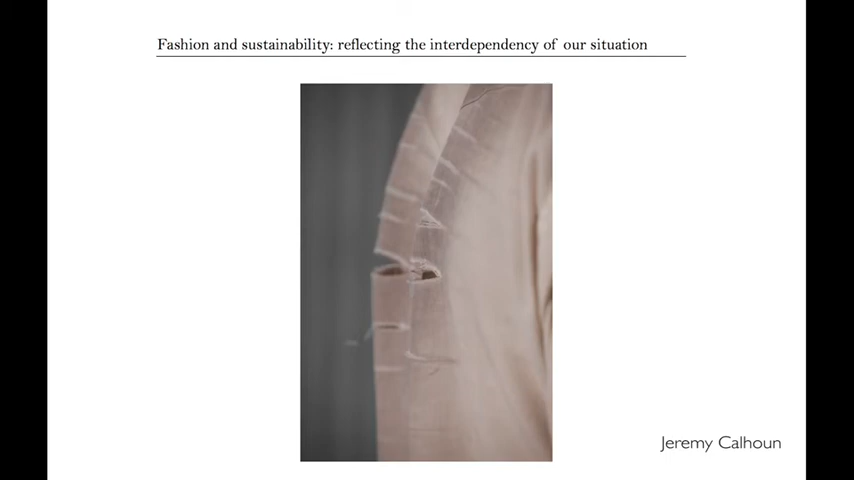 Fashion and sustainability: reflecting the interdependency of our situation
Jeremy Calhoun